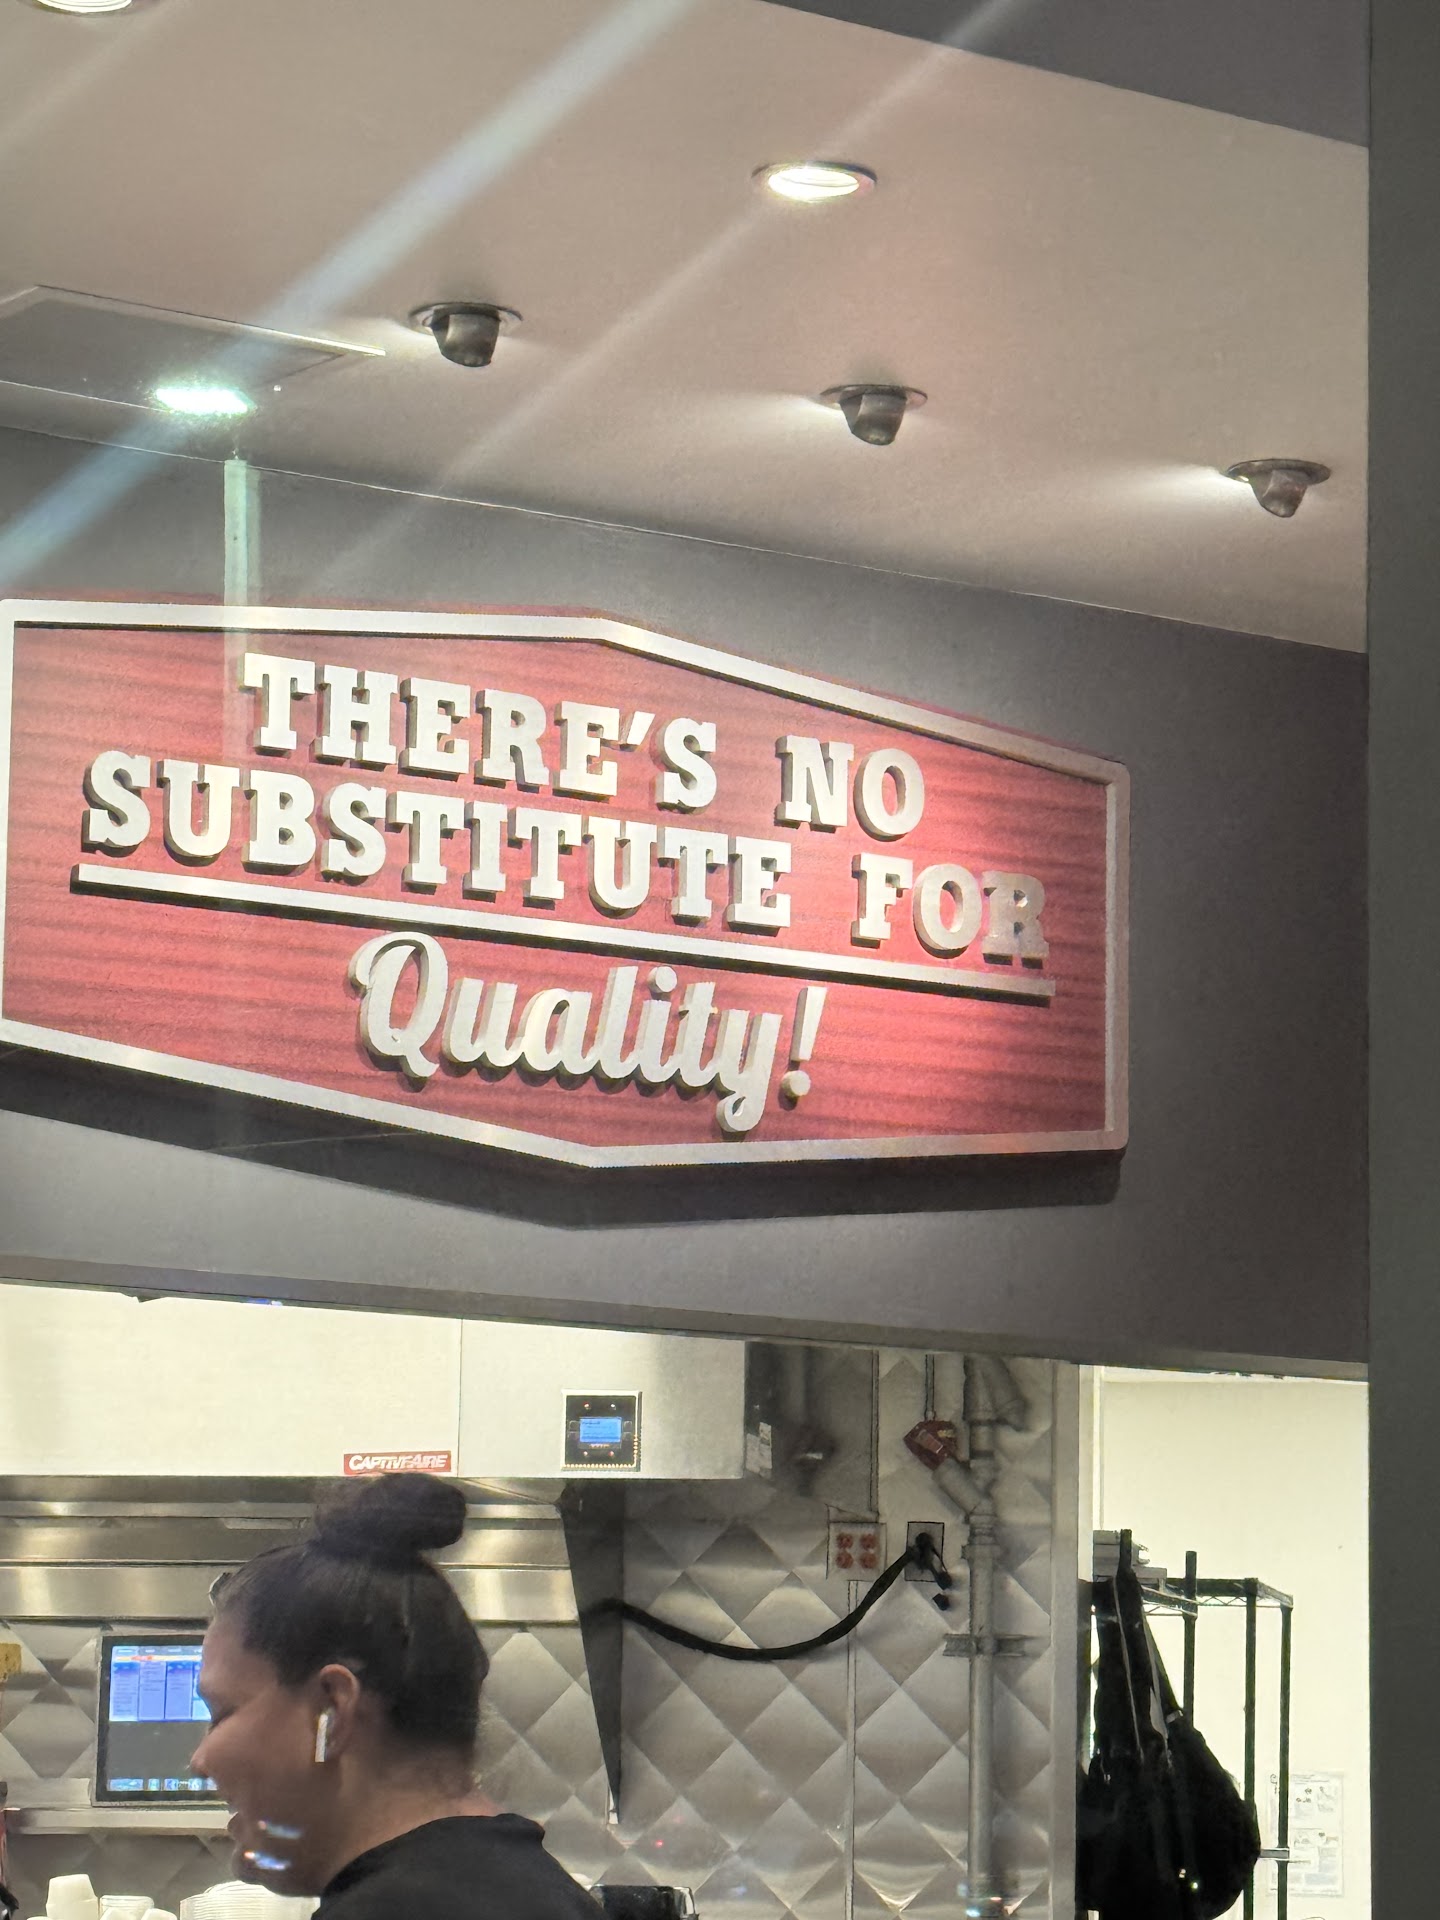 THERE'S NO
SUBSTITUTE FOR
Quality!
CAPTIVEAIRE